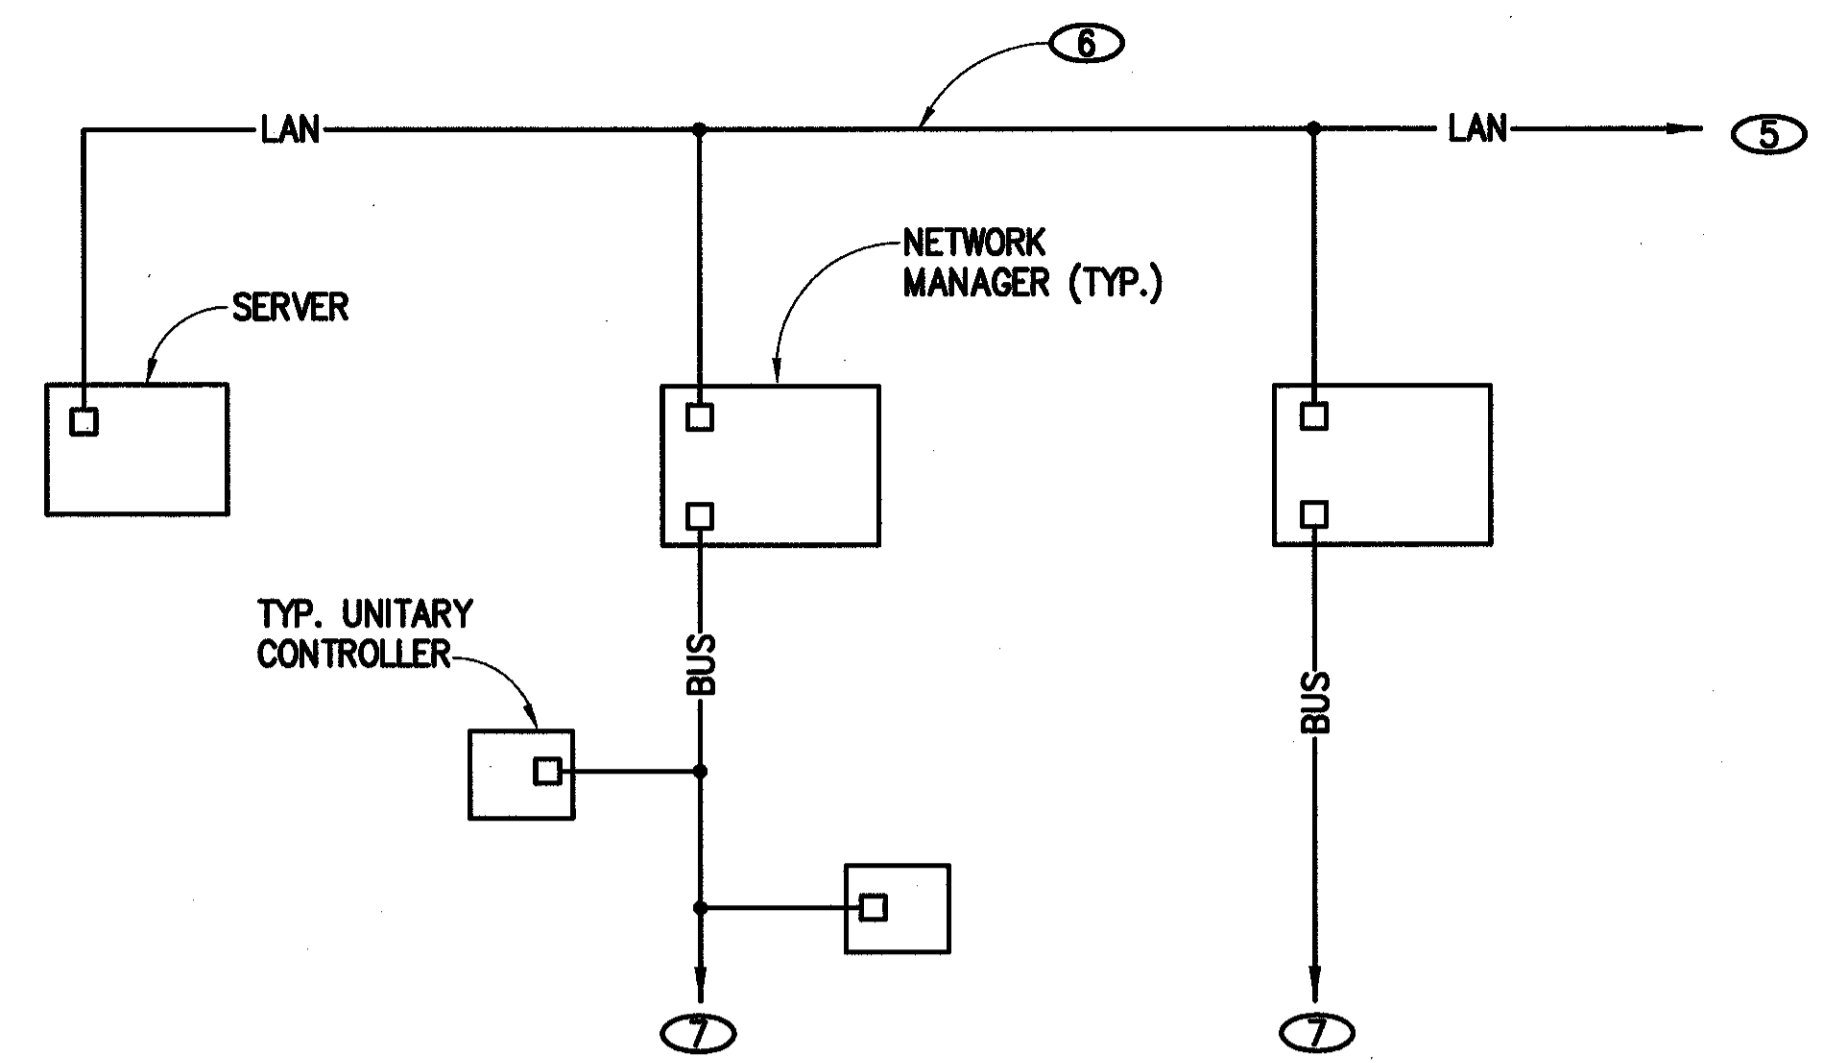 6
LAN
LAN
5
NETWORK
MANAGER (TYP.)
SERVER
TYP. UNITARY
CONTROLLER
BUS
BUS
7
7